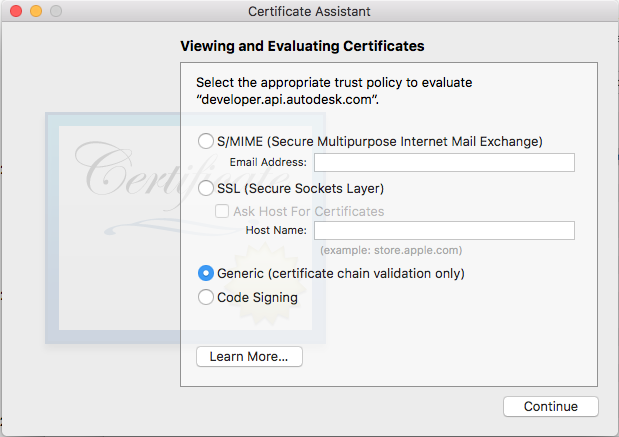 Certificate Assistant
Viewing and Evaluating Certificates
Select the appropriate trust policy to evaluate
“developer.api.autodesk.com”.
S/MIME (Secure Multipurpose Internet Mail Exchange)
Email Address:
SSL (Secure Sockets Layer)
Ask Host For Certificates
Host Name:
(example: store.apple.com)
Generic (certificate chain validation only)
Code Signing
Learn More...
Continue
Certificate